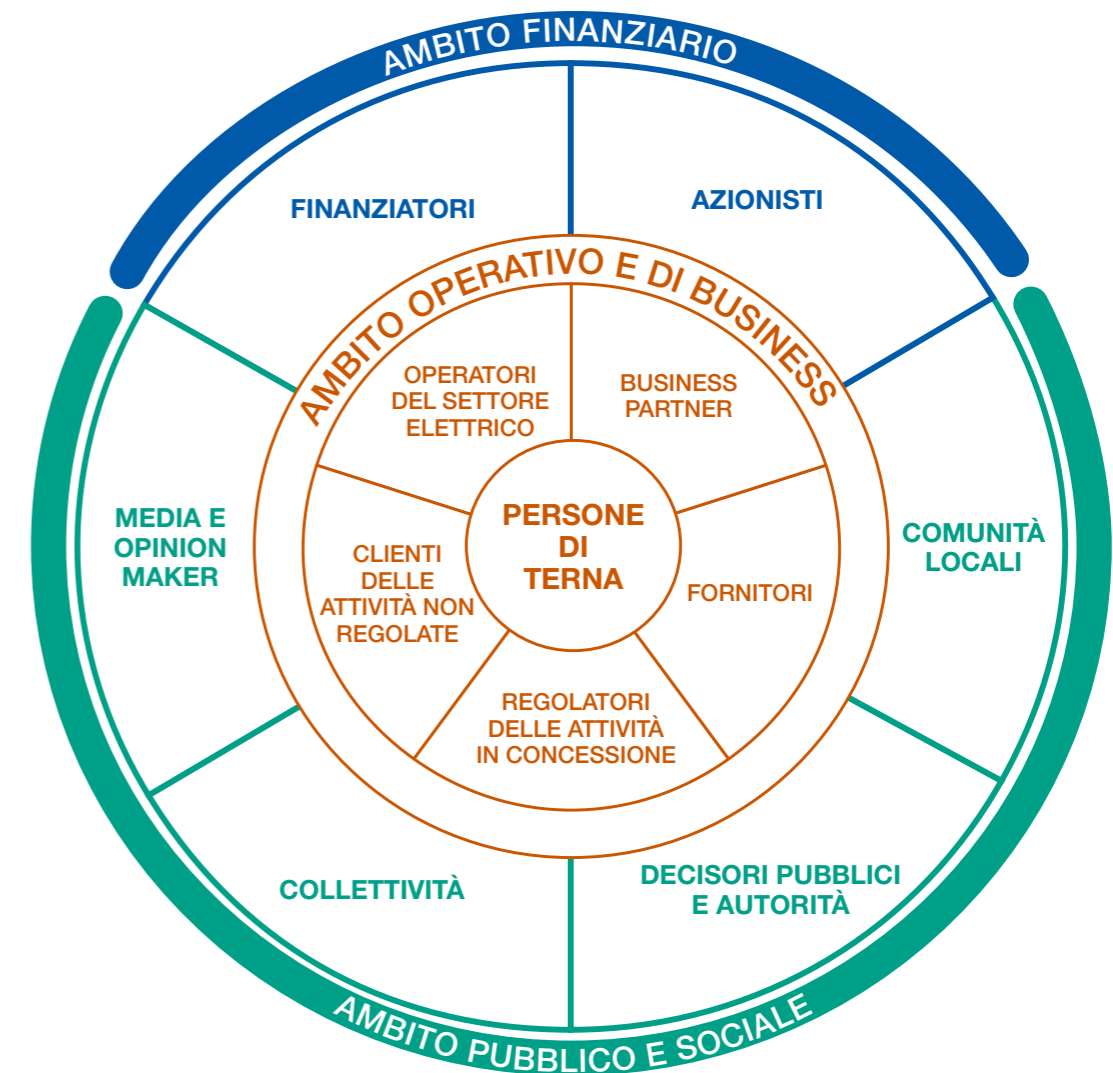 AMBITO FINANZIARIO
FINANZIATORI
AZIONISTI
AMBITO OPERATIVO E DI BUSINESS
OPERATORI
DEL SETTORE
ELETTRICO
BUSINESS
PARTNER
PERSONE
DI
TERNA
MEDIA E
OPINION
MAKER
CLIENTI
DELLE
ATTIVITÀ NON
REGOLATE
FORNITORI
COMUNITÀ
LOCALI
REGOLATORI
DELLE ATTIVITÀ
IN CONCESSIONE
COLLETTIVITÀ
DECISORI PUBBLICI
E AUTORITÀ
AMBITO PUBBLICO E SOCIALE